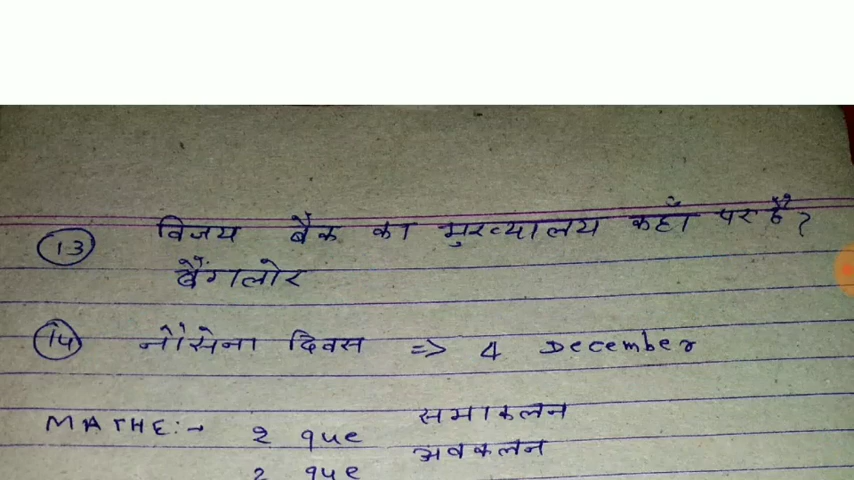 13 विजय बैंक का मुख्यालय कहाँ पर है?
बैंगलोर
14 नौसेना दिवस => 4 December
MATHE:→ 2 que समाकलन
2 que अवकलन